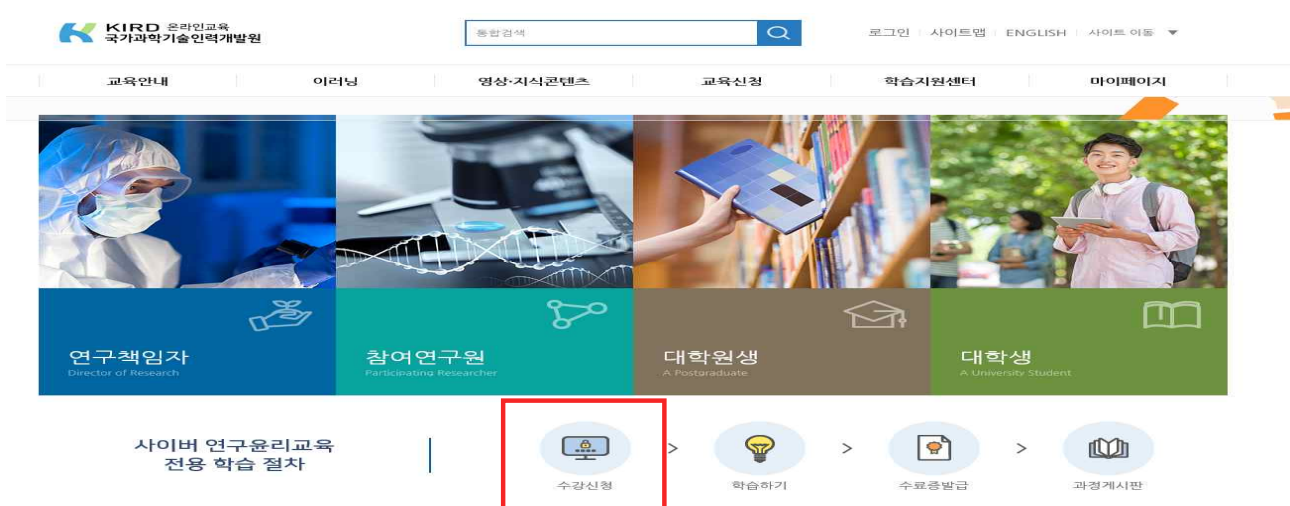 KIRD 온라인교육
국가과학기술인력개발원
통합검색
로그인 사이트맵 ENGLISH 사이트 이동 ▼
교육안내 이러닝 영상·지식콘텐츠 교육신청 학습지원센터 마이페이지
연구책임자
Director of Research
참여연구원
Participating Researcher
대학원생
A Postgraduate
대학생
A University Student
사이버 연구윤리교육
전용 학습 절차
수강신청 > 학습하기 > 수료증발급 > 과정게시판